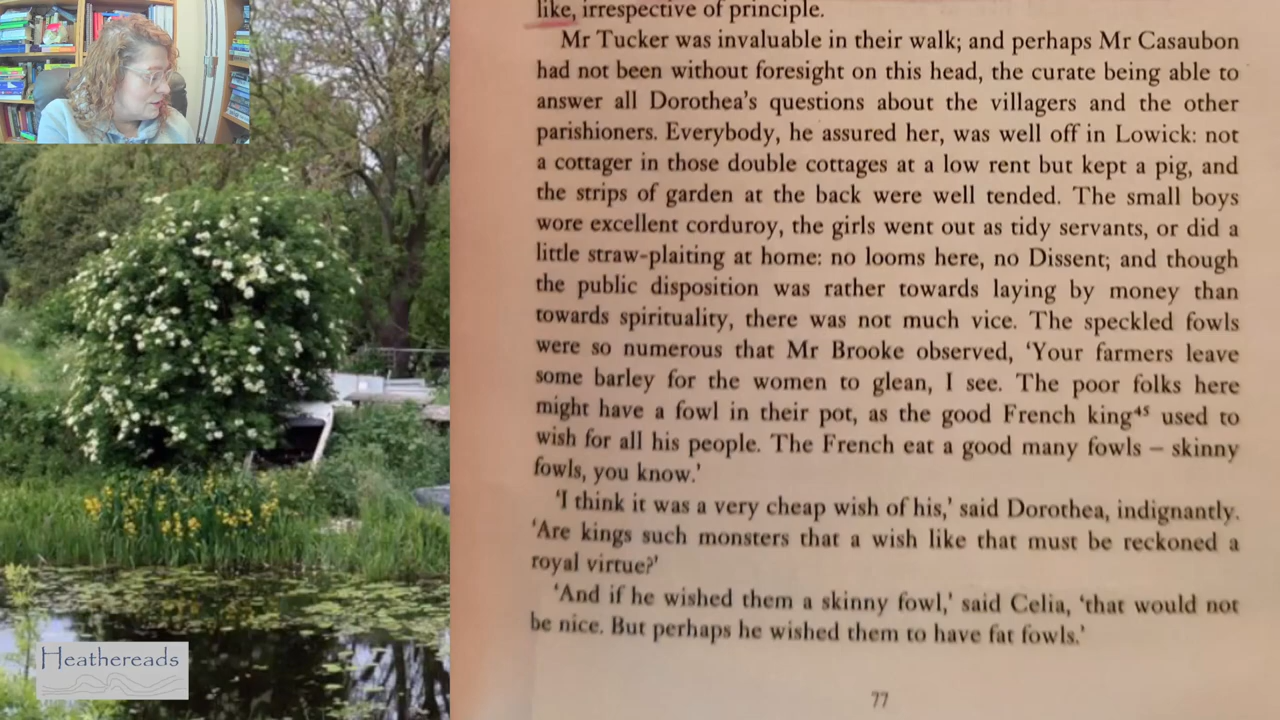 like, irrespective of principle.
Mr Tucker was invaluable in their walk; and perhaps Mr Casaubon
had not been without foresight on this head, the curate being able to
answer all Dorothea's questions about the villagers and the other
parishioners. Everybody, he assured her, was well off in Lowick: not
a cottager in those double cottages at a low rent but kept a pig, and
the strips of garden at the back were well tended. The small boys
wore excellent corduroy, the girls went out as tidy servants, or did a
little straw-plaiting at home: no looms here, no Dissent; and though
the public disposition was rather towards laying by money than
towards spirituality, there was not much vice. The speckled fowls
were so numerous that Mr Brooke observed, 'Your farmers leave
some barley for the women to glean, I see. The poor folks here
might have a fowl in their pot, as the good French king⁴⁵ used to
wish for all his people. The French eat a good many fowls – skinny
fowls, you know.'
'I think it was a very cheap wish of his,' said Dorothea, indignantly.
'Are kings such monsters that a wish like that must be reckoned a
royal virtue?'
'And if he wished them a skinny fowl,' said Celia, 'that would not
be nice. But perhaps he wished them to have fat fowls.'
77
Heathereads